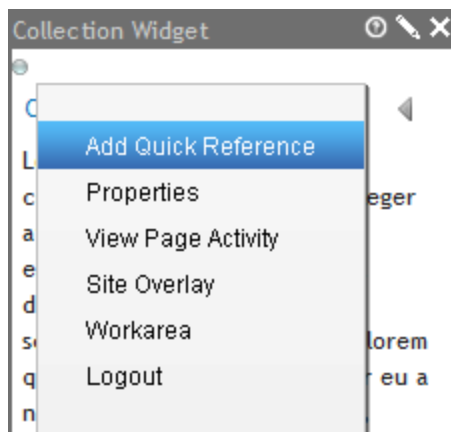 Collection Widget
Add Quick Reference
Properties
eger
View Page Activity
Site Overlay
Workarea
lorem
Logout
r eu a